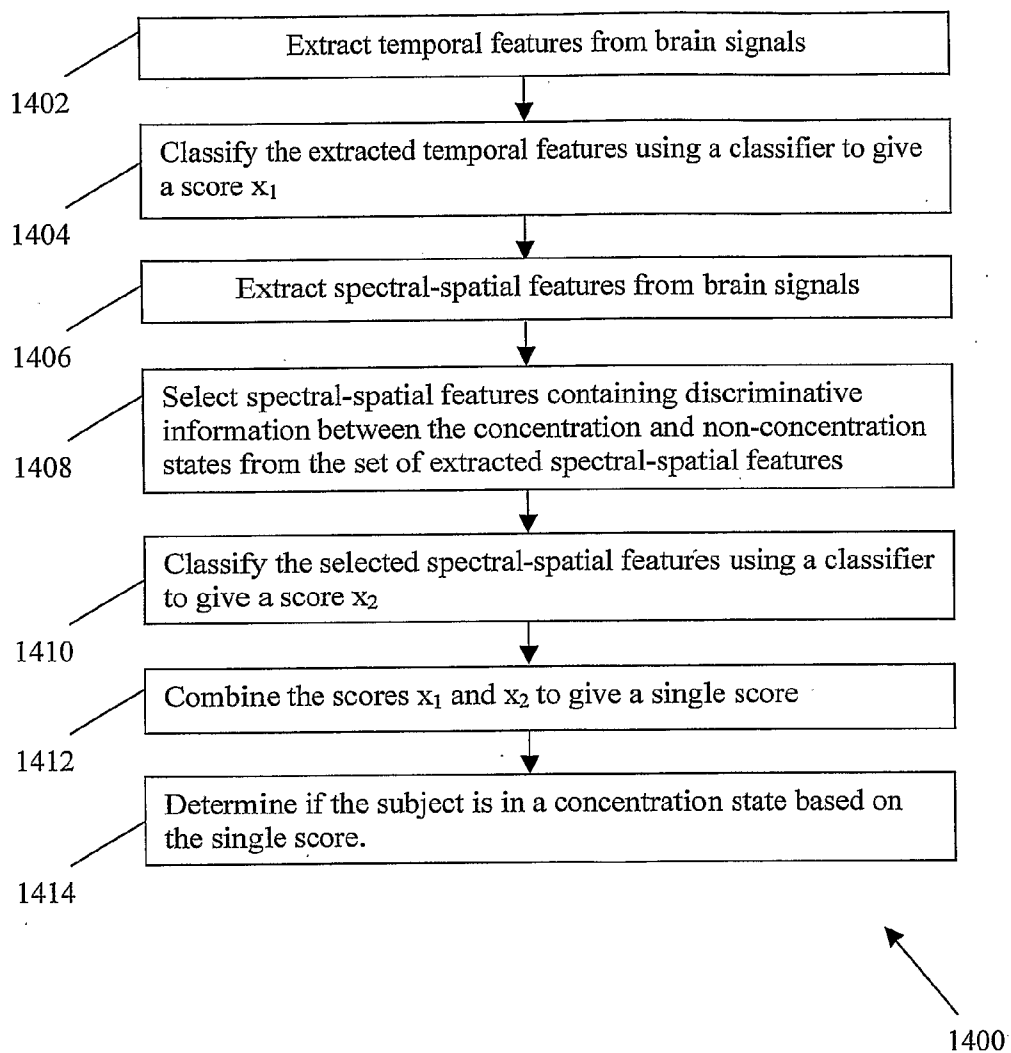 Extract temporal features from brain signals
1402
Classify the extracted temporal features using a classifier to give
a score x₁
1404
Extract spectral-spatial features from brain signals
1406
Select spectral-spatial features containing discriminative
information between the concentration and non-concentration
states from the set of extracted spectral-spatial features
1408
Classify the selected spectral-spatial features using a classifier
to give a score x₂
1410
Combine the scores x₁ and x₂ to give a single score
1412
Determine if the subject is in a concentration state based on
the single score.
1414
1400